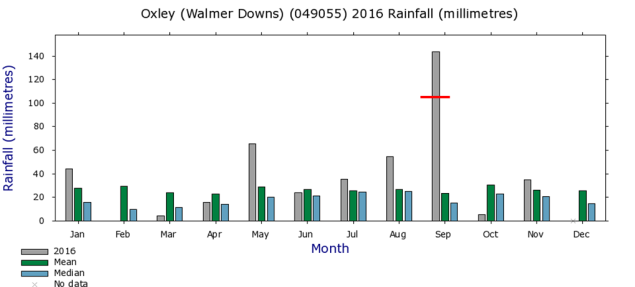 Oxley (Walmer Downs) (049055) 2016 Rainfall (millimetres)
Rainfall (millimetres)
140
120
100
80
60
40
20
0
Jan Feb Mar Apr May Jun Jul Aug Sep Oct Nov Dec
Month
2016
Mean
Median
No data